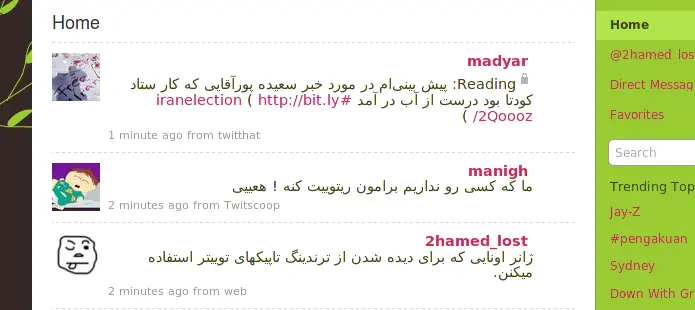 Home
madyar
Reading: پیش بینی‌ام در مورد خبر سعیده پورآقایی که کار ستاد
کودتا بود درست از آب در آمد #iranelection ( http://bit.ly
/2Qoooz )
1 minute ago from twitthat
manigh
ما که کسی رو نداریم برامون ریتوییت کنه ! هعییی
2 minutes ago from Twitscoop
2hamed_lost
ژانر اونایی که برای دیده شدن از ترندینگ تاپیکهای توییتر استفاده
میکنن.
2 minutes ago from web
Home
@2hamed_lost
Direct Messag
Favorites
Search
Trending Top
Jay-Z
#pengakuan
Sydney
Down With Gr